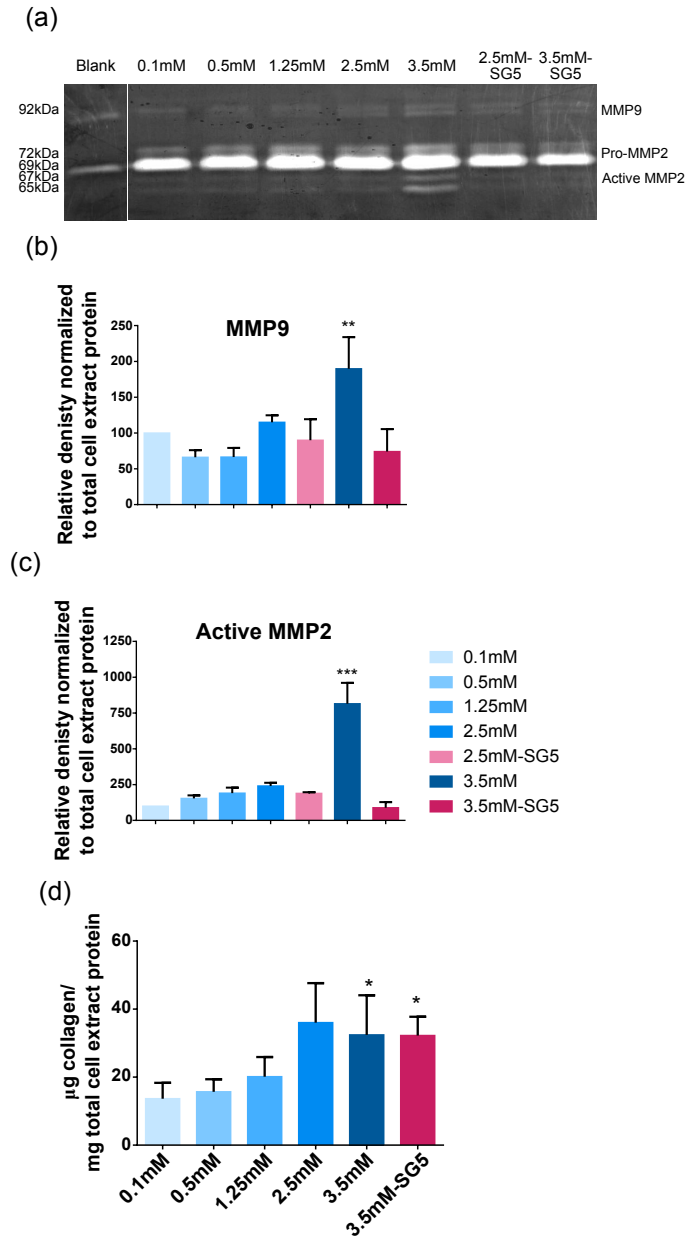 (a)
Blank 0.1mM 0.5mM 1.25mM 2.5mM 3.5mM 2.5mM-SG5 3.5mM-SG5
92kDa
72kDa
69kDa
67kDa
65kDa
MMP9
Pro-MMP2
Active MMP2
(b)
MMP9
Relative denisty normalized
to total cell extract protein
250
200
150
100
50
0
**
(c)
Active MMP2
Relative denisty normalized
to total cell extract protein
1250
1000
750
500
250
0
***
0.1mM
0.5mM
1.25mM
2.5mM
2.5mM-SG5
3.5mM
3.5mM-SG5
(d)
µg collagen/
mg total cell extract protein
60
40
20
0
*
*
0.1mM
0.5mM
1.25mM
2.5mM
3.5mM
3.5mM-SG5